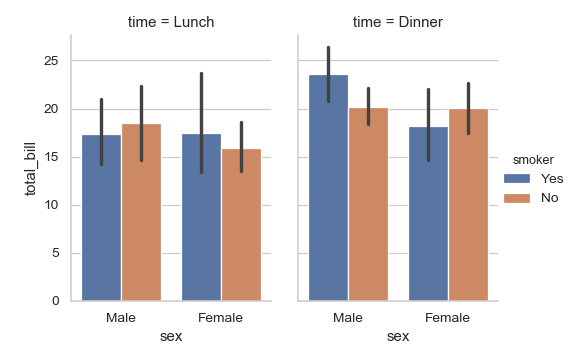 time = Lunch
time = Dinner
25
20
15
10
5
0
total_bill
Male
Female
sex
Male
Female
sex
smoker
Yes
No